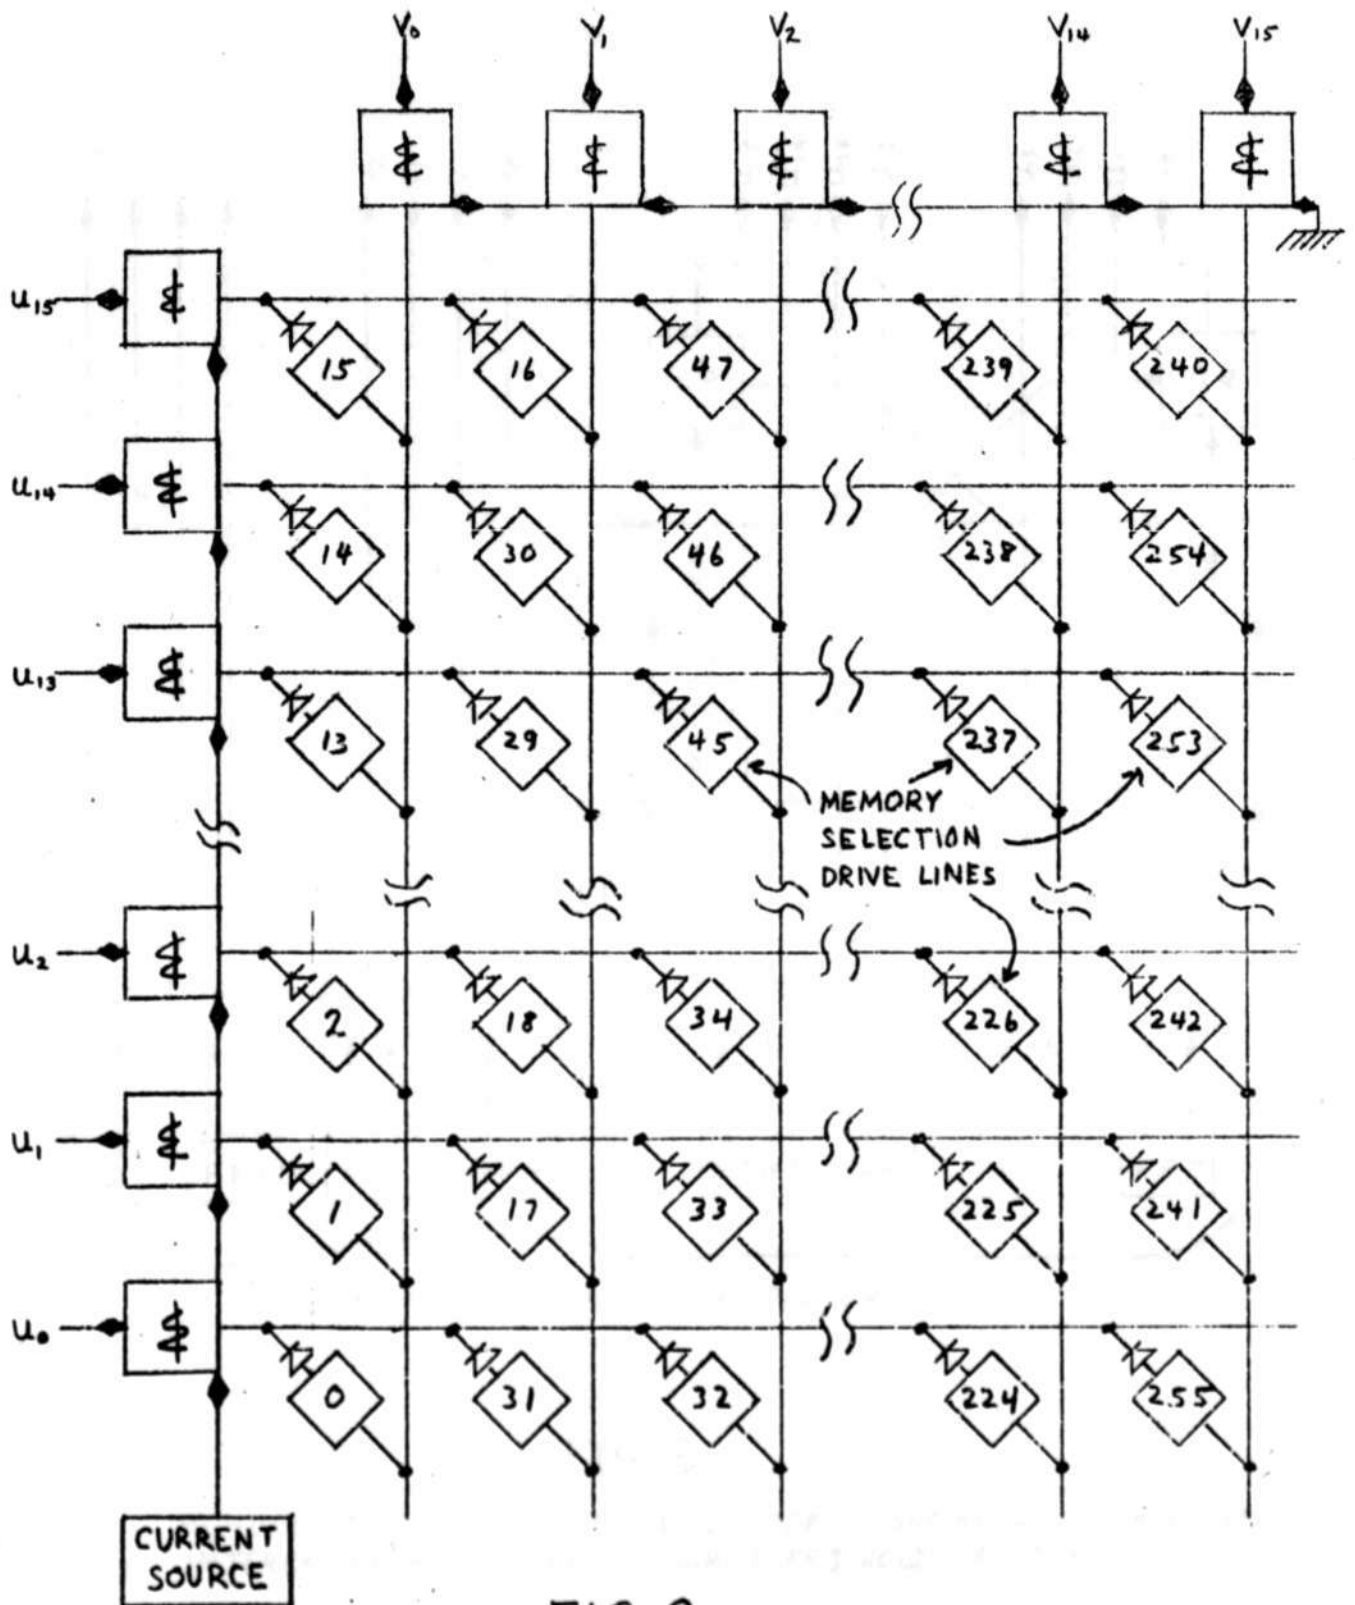 V₀ V₁ V₂ V₁₄ V₁₅
U₁₅
15 16 47 239 240
U₁₄
14 30 46 238 254
U₁₃
13 29 45 237 253
MEMORY
SELECTION
DRIVE LINES
U₂
2 18 34 226 242
U₁
1 17 33 225 241
U₀
0 31 32 224 255
CURRENT
SOURCE